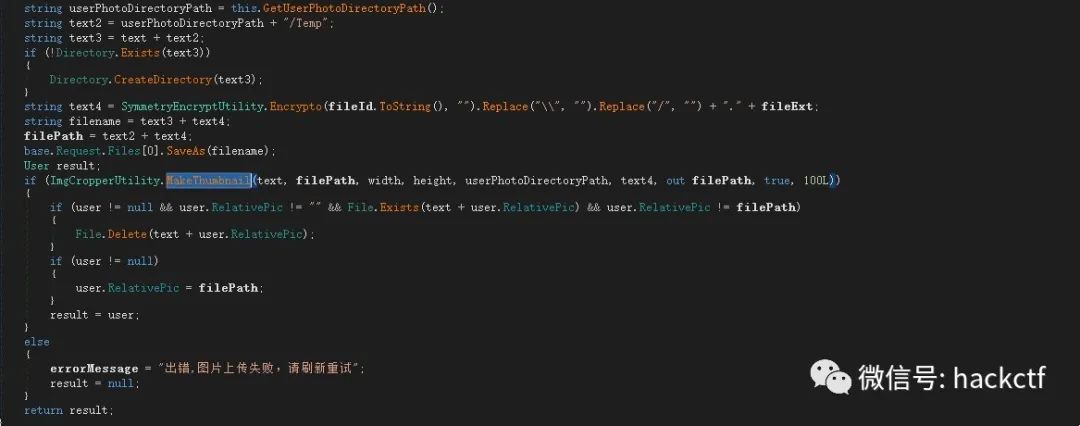 string userPhotoDirectoryPath = this.GetUserPhotoDirectoryPath();
string text2 = userPhotoDirectoryPath + "/Temp";
string text3 = text + text2;
if (!Directory.Exists(text3))
{
Directory.CreateDirectory(text3);
}
string text4 = SymmetryEncryptUtility.Encrypto(fileId.ToString(), "").Replace("\\", "").Replace("/", "") + "." + fileExt;
string filename = text3 + text4;
filePath = text2 + text4;
base.Request.Files[0].SaveAs(filename);
User result;
if (ImgCropperUtility.MakeThumbnail(text, filePath, width, height, userPhotoDirectoryPath, text4, out filePath, true, 100L))
{
if (user != null && user.RelativePic != "" && File.Exists(text + user.RelativePic) && user.RelativePic != filePath)
{
File.Delete(text + user.RelativePic);
}
if (user != null)
{
user.RelativePic = filePath;
}
result = user;
}
else
{
errorMessage = "出错,图片上传失败，请刷新重试";
result = null;
}
return result;
微信号: hackctf